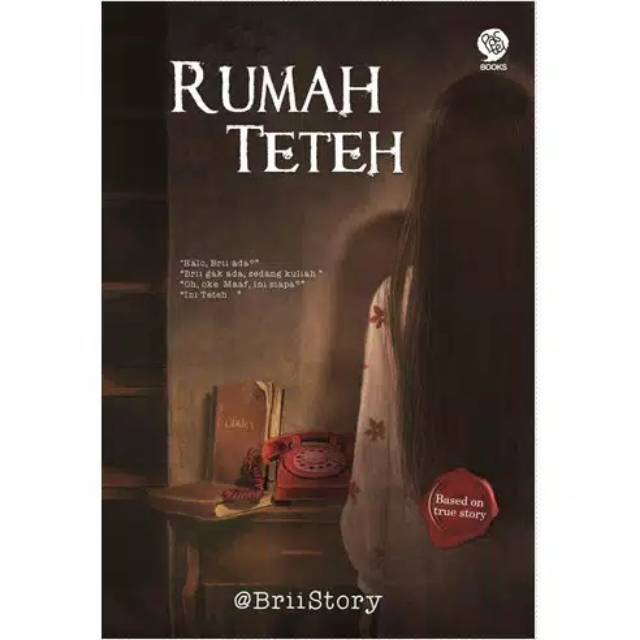 PASTEL
BOOKS
RUMAH
TETEH
"Halo, Brii ada?"
"Brii gak ada, sedang kuliah."
"Oh, oke. Maaf, ini siapa?"
"Ini Teteh..."
DIARY
Based on
true story
@BriiStory